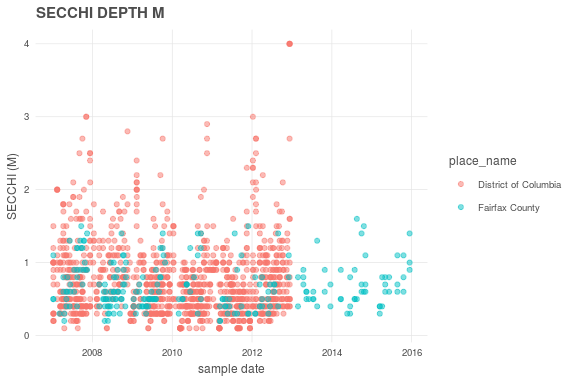 SECCHI DEPTH M
SECCHI (M)
4
3
2
1
0
2008
2010
2012
2014
2016
sample date
place_name
District of Columbia
Fairfax County